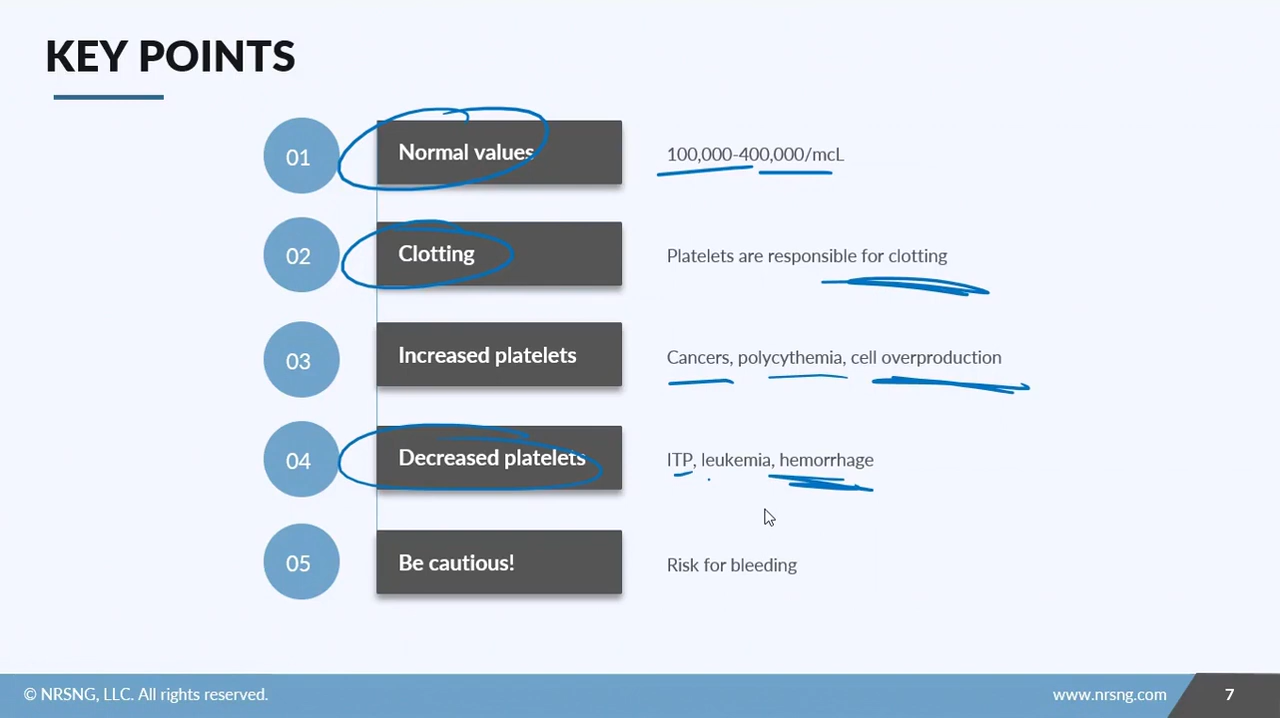 KEY POINTS
01 Normal values 100,000-400,000/mcL
02 Clotting Platelets are responsible for clotting
03 Increased platelets Cancers, polycythemia, cell overproduction
04 Decreased platelets ITP, leukemia, hemorrhage
05 Be cautious! Risk for bleeding
© NRSNG, LLC. All rights reserved. www.nrsng.com 7